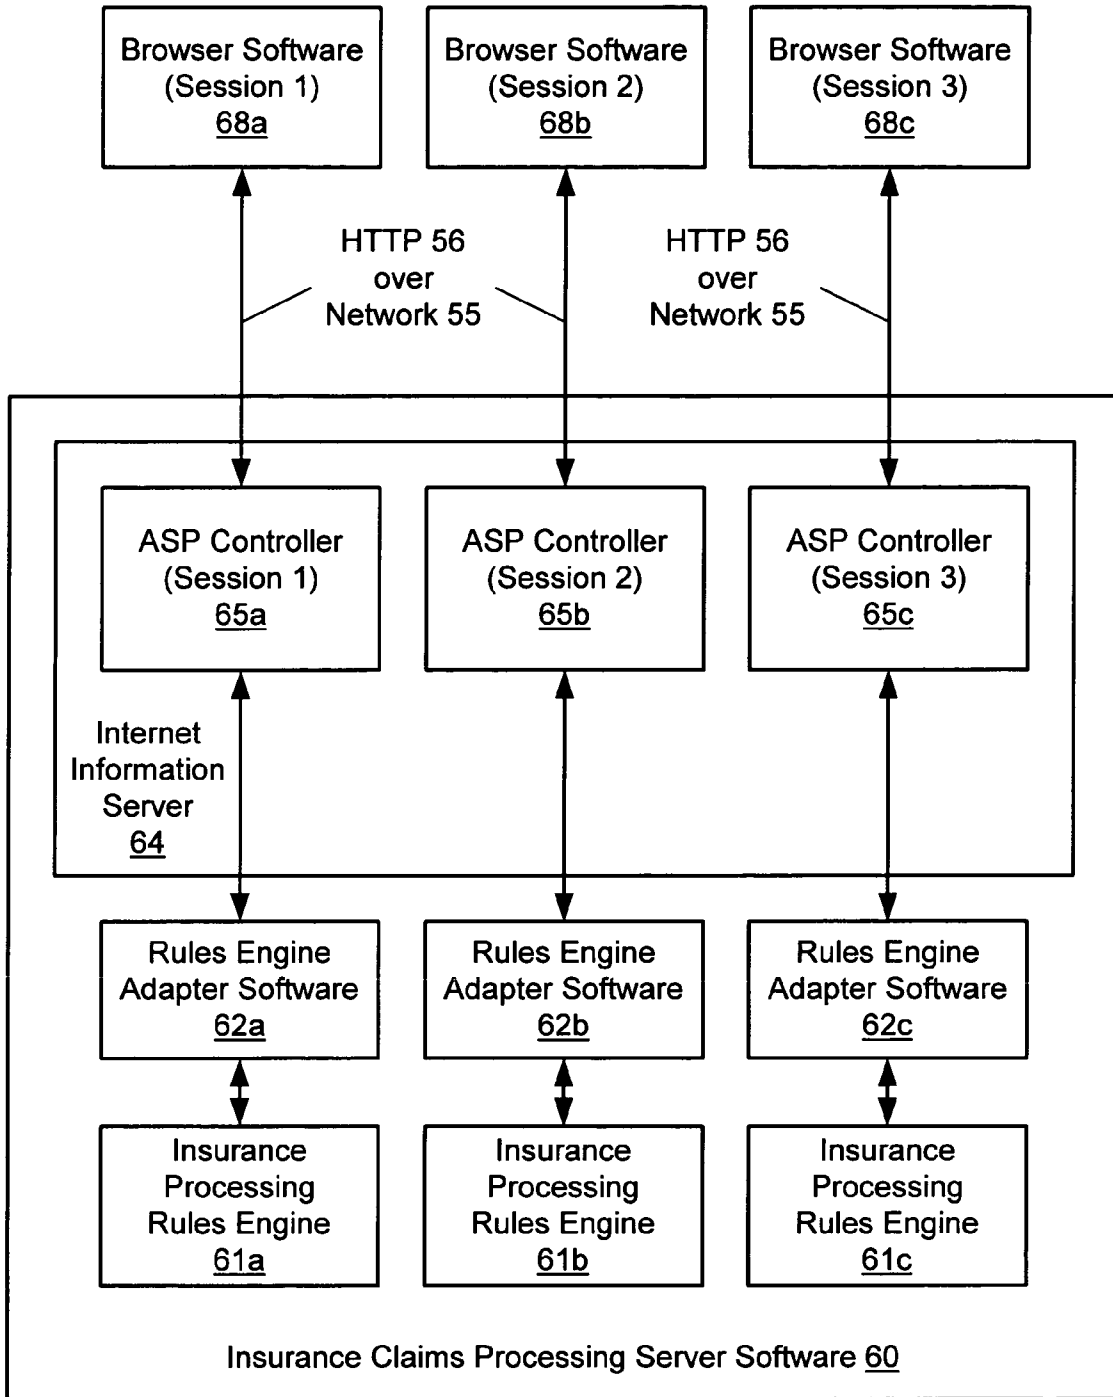 Browser Software
(Session 1)
68a
Browser Software
(Session 2)
68b
Browser Software
(Session 3)
68c
HTTP 56
over
Network 55
HTTP 56
over
Network 55
ASP Controller
(Session 1)
65a
ASP Controller
(Session 2)
65b
ASP Controller
(Session 3)
65c
Internet
Information
Server
64
Rules Engine
Adapter Software
62a
Rules Engine
Adapter Software
62b
Rules Engine
Adapter Software
62c
Insurance
Processing
Rules Engine
61a
Insurance
Processing
Rules Engine
61b
Insurance
Processing
Rules Engine
61c
Insurance Claims Processing Server Software 60